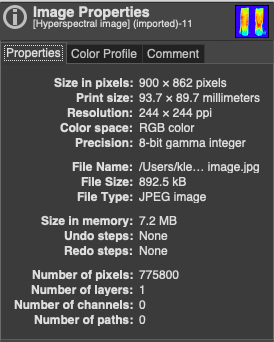 Image Properties
[Hyperspectral image] (imported)-11
Properties Color Profile Comment
Size in pixels: 900 × 862 pixels
Print size: 93.7 × 89.7 millimeters
Resolution: 244 × 244 ppi
Color space: RGB color
Precision: 8-bit gamma integer
File Name: /Users/kle... image.jpg
File Size: 892.5 kB
File Type: JPEG image
Size in memory: 7.2 MB
Undo steps: None
Redo steps: None
Number of pixels: 775800
Number of layers: 1
Number of channels: 0
Number of paths: 0